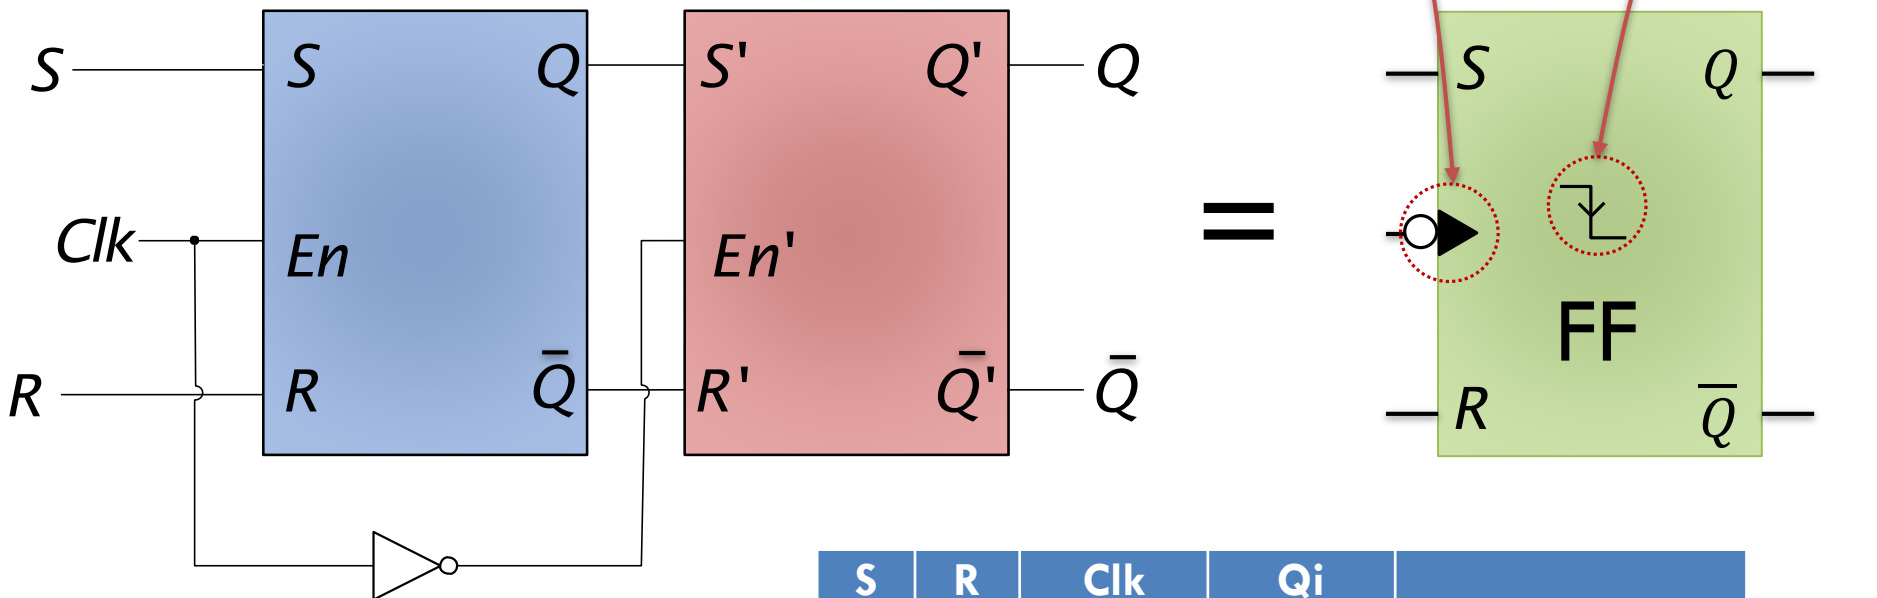 S S Q S' Q' Q = S Q
Clk En En' FF
R R Q̅ R' Q̅' Q̅ R Q̅
S R Clk Qi